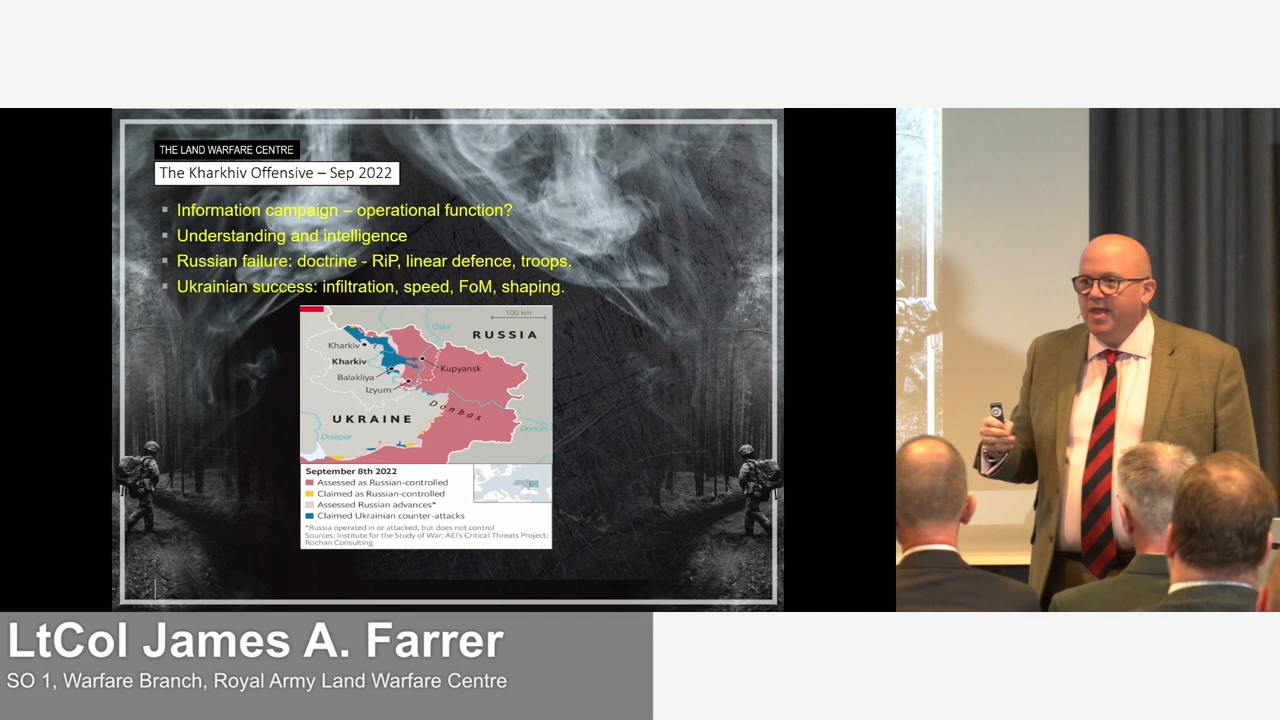 THE LAND WARFARE CENTRE
The Kharkhiv Offensive – Sep 2022
Information campaign – operational function?
Understanding and intelligence
Russian failure: doctrine - RiP, linear defence, troops.
Ukrainian success: infiltration, speed, FoM, shaping.
100 km
Oskil
RUSSIA
Kharkiv
Kharkiv
Kupyansk
Balakliya
Izyum
Donbas
UKRAINE
Dnieper
Donets
September 8th 2022
Assessed as Russian-controlled
Claimed as Russian-controlled
Assessed Russian advances*
Claimed Ukrainian counter-attacks
*Russia operated in or attacked, but does not control
Sources: Institute for the Study of War; AEI's Critical Threats Project;
Rochan Consulting
LtCol James A. Farrer
SO 1, Warfare Branch, Royal Army Land Warfare Centre